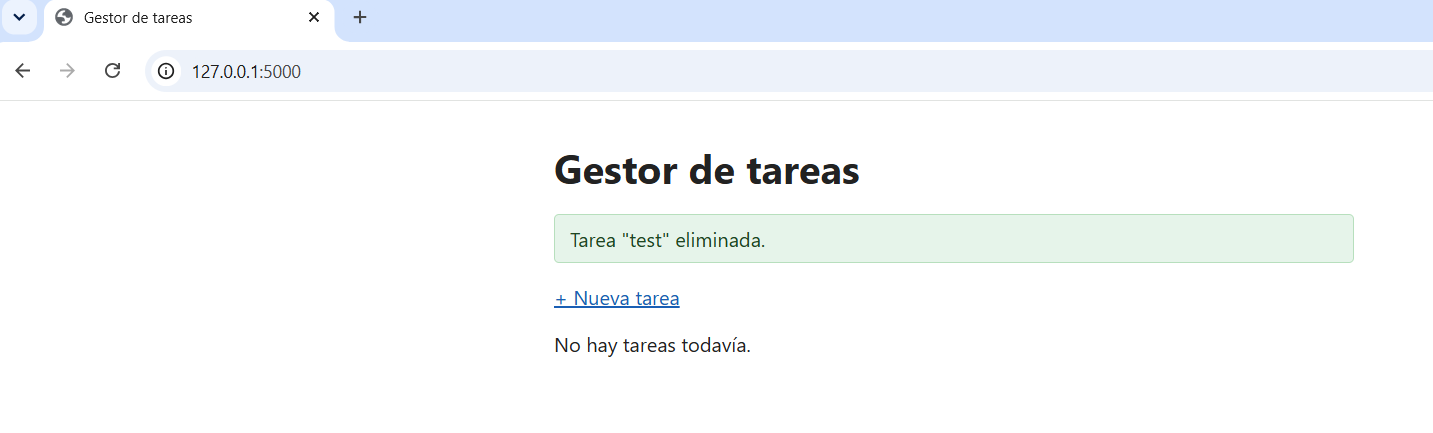 Gestor de tareas
127.0.0.1:5000
Gestor de tareas
Tarea "test" eliminada.
+ Nueva tarea
No hay tareas todavía.